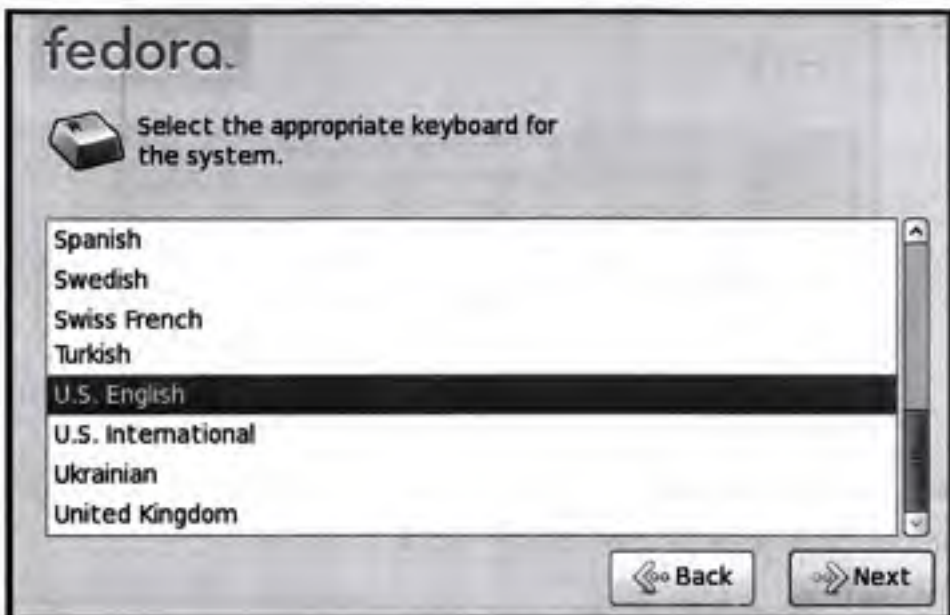 fedora
Select the appropriate keyboard for
the system.
Spanish
Swedish
Swiss French
Turkish
U.S. English
U.S. International
Ukrainian
United Kingdom
Back
Next